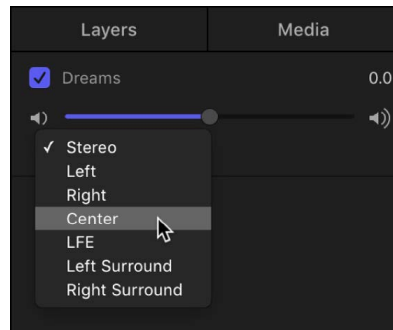 Layers Media
Dreams 0.0
✓ Stereo
Left
Right
Center
LFE
Left Surround
Right Surround